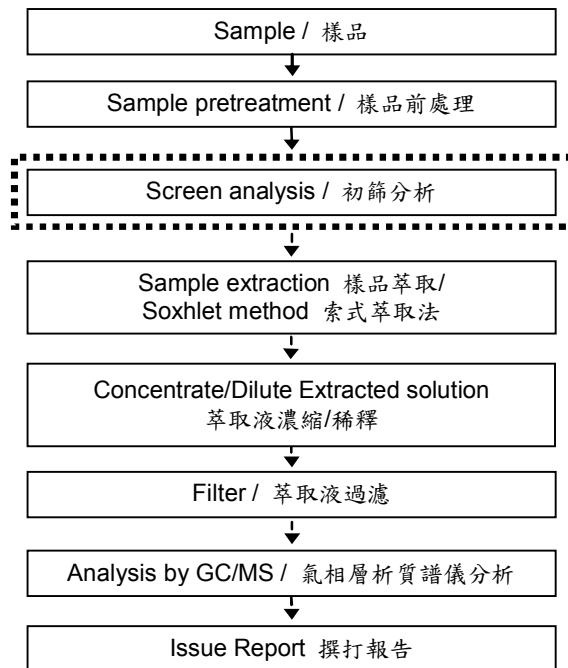 Sample / 樣品
Sample pretreatment / 樣品前處理
Screen analysis / 初篩分析
Sample extraction 樣品萃取/
Soxhlet method 索式萃取法
Concentrate/Dilute Extracted solution
萃取液濃縮/稀釋
Filter / 萃取液過濾
Analysis by GC/MS / 氣相層析質譜儀分析
Issue Report 撰打報告